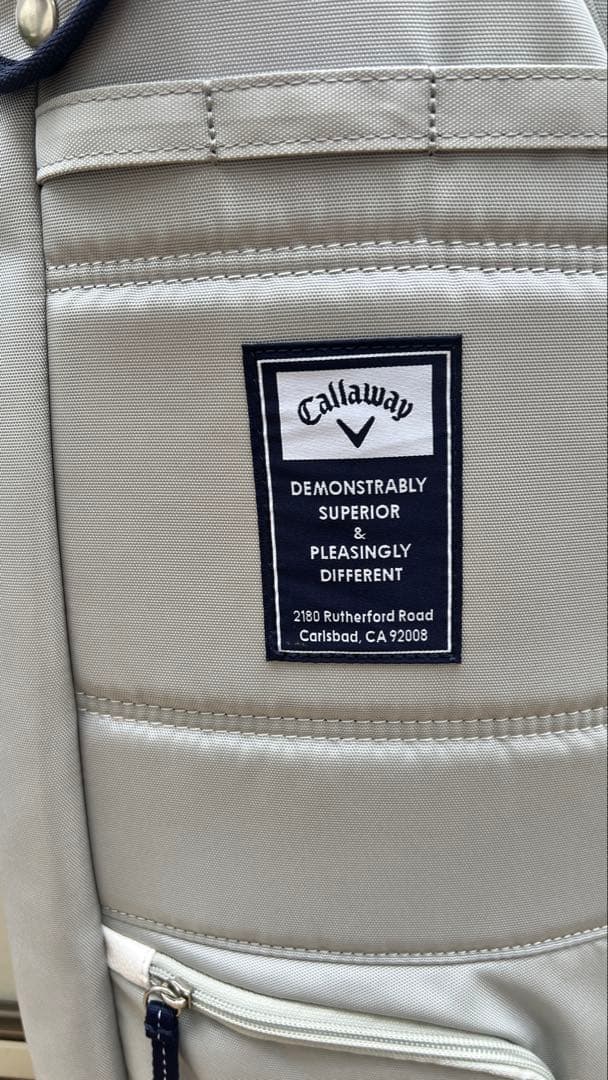 Callaway
DEMONSTRABLY
SUPERIOR
&
PLEASINGLY
DIFFERENT
2180 Rutherford Road
Carlsbad, CA 92008